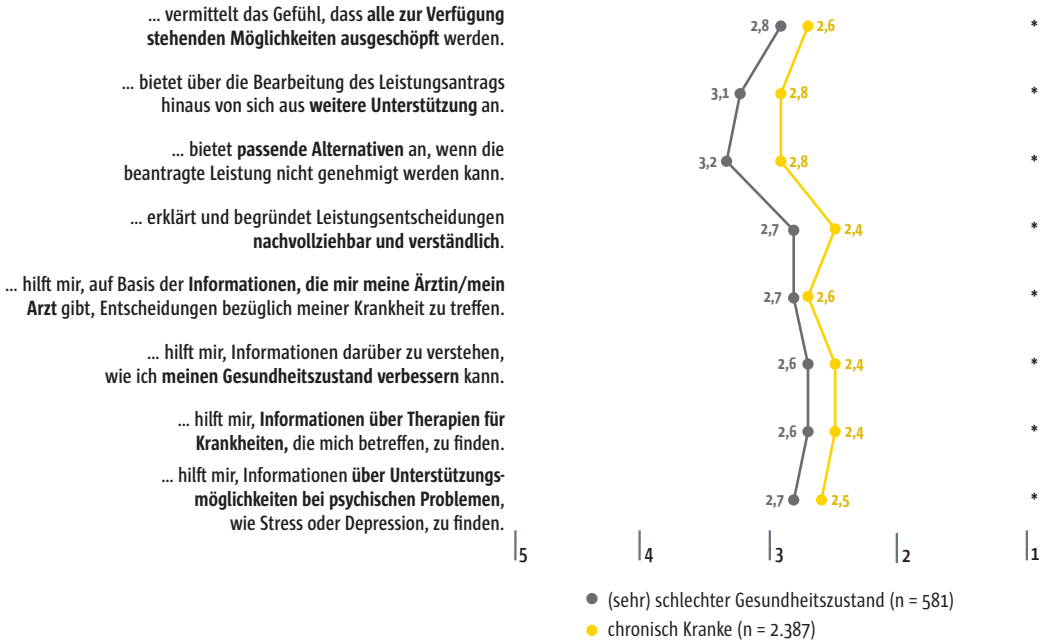 ... vermittelt das Gefühl, dass alle zur Verfügung
stehenden Möglichkeiten ausgeschöpft werden.
2,8
2,6
*
... bietet über die Bearbeitung des Leistungsantrags
hinaus von sich aus weitere Unterstützung an.
3,1
2,8
*
... bietet passende Alternativen an, wenn die
beantragte Leistung nicht genehmigt werden kann.
3,2
2,8
*
... erklärt und begründet Leistungsentscheidungen
nachvollziehbar und verständlich.
2,7
2,4
*
... hilft mir, auf Basis der Informationen, die mir meine Ärztin/mein
Arzt gibt, Entscheidungen bezüglich meiner Krankheit zu treffen.
2,7
2,6
*
... hilft mir, Informationen darüber zu verstehen,
wie ich meinen Gesundheitszustand verbessern kann.
2,6
2,4
*
... hilft mir, Informationen über Therapien für
Krankheiten, die mich betreffen, zu finden.
2,6
2,4
*
... hilft mir, Informationen über Unterstützungs-
möglichkeiten bei psychischen Problemen,
wie Stress oder Depression, zu finden.
2,7
2,5
*
5 4 3 2 1
(sehr) schlechter Gesundheitszustand (n = 581)
chronisch Kranke (n = 2.387)